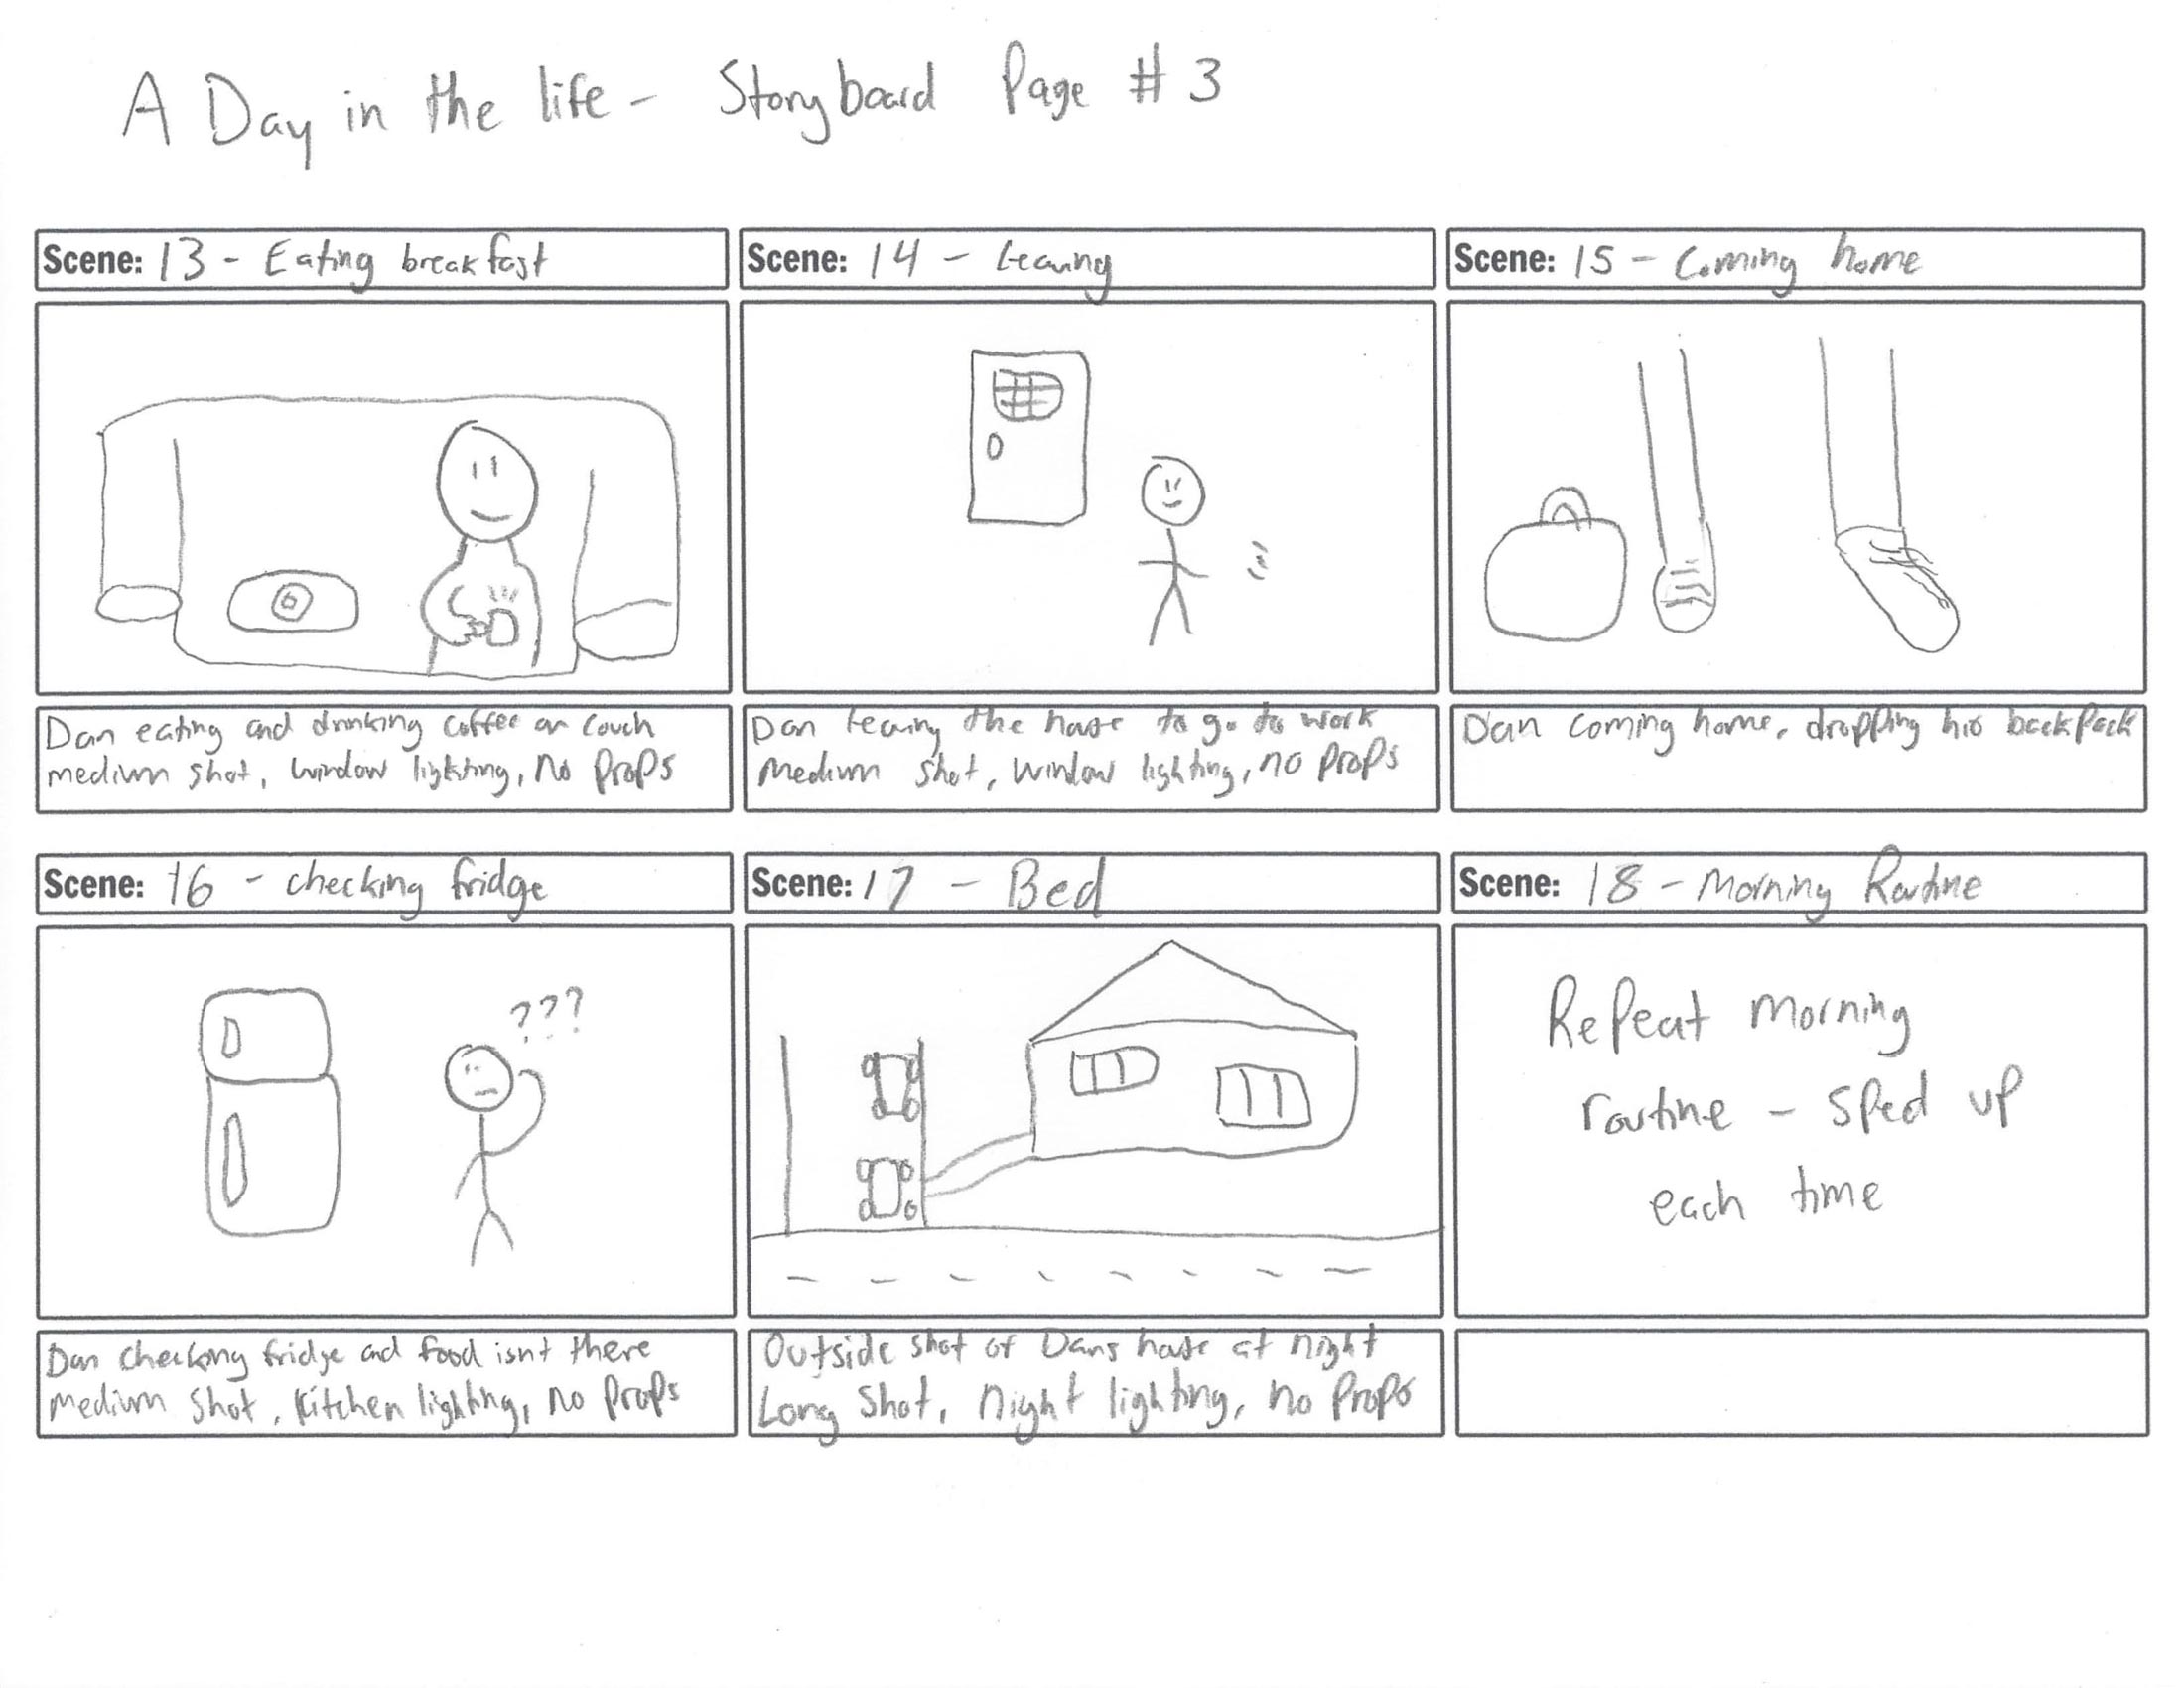 A Day in the life - Storyboard Page # 3
Scene: 13 - Eating breakfast
Dan eating and drinking coffee on couch
medium shot, window lighting, no props
Scene: 14 - Leaving
Dan leaving the house to go to work
Medium shot, window lighting, no props
Scene: 15 - Coming home
Dan coming home, dropping his backpack
Scene: 16 - checking fridge
???
Dan checking fridge and food isnt there
medium shot, kitchen lighting, no props
Scene: 17 - Bed
Outside shot of Dans house at night
Long shot, night lighting, no props
Scene: 18 - Morning Routine
Repeat morning
routine - sped up
each time